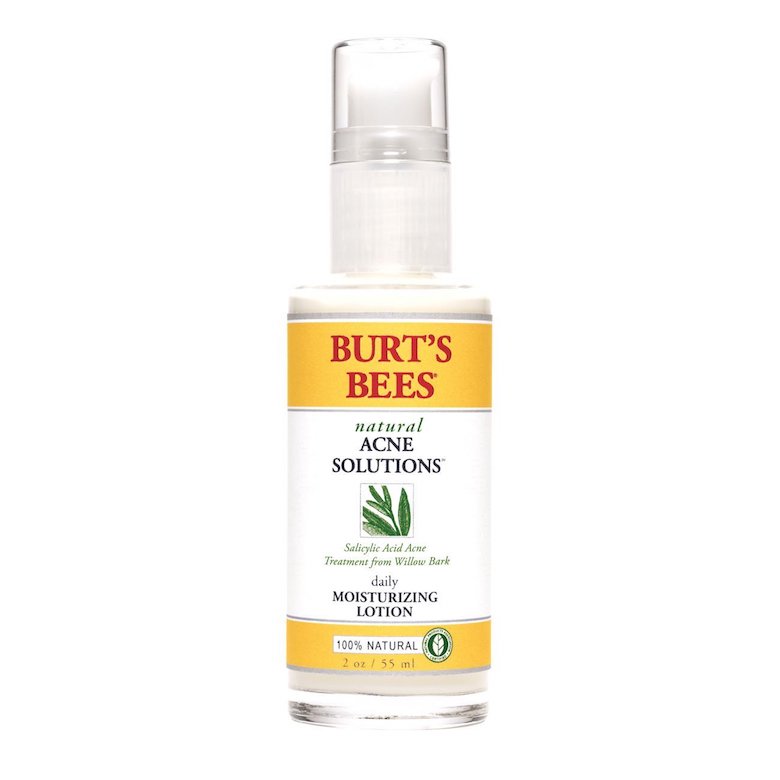 BURT'S
BEES®
natural
ACNE
SOLUTIONS™
Salicylic Acid Acne
Treatment from Willow Bark
daily
MOISTURIZING
LOTION
100% NATURAL
2 oz / 55 ml